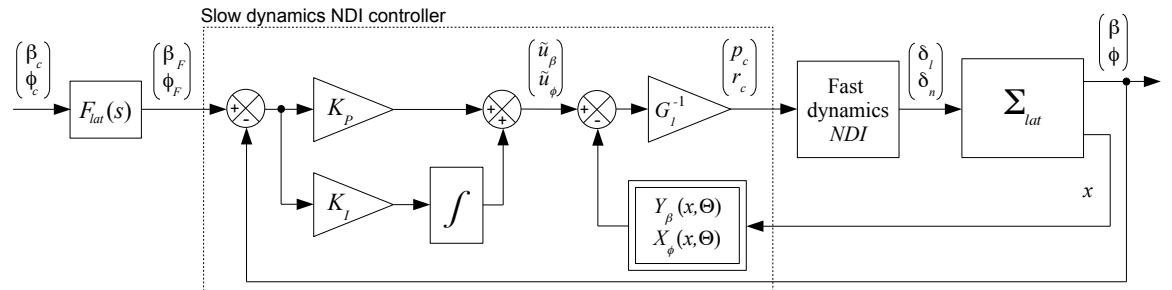 Slow dynamics NDI controller
β_c
ϕ_c
F_lat(s)
β_F
ϕ_F
+
-
K_P
K_I
∫
+
+
ũ_β
ũ_ϕ
+
-
G_1^-1
p_c
r_c
Y_β(x,Θ)
X_ϕ(x,Θ)
Fast
dynamics
NDI
δ_l
δ_n
Σ_lat
β
ϕ
x